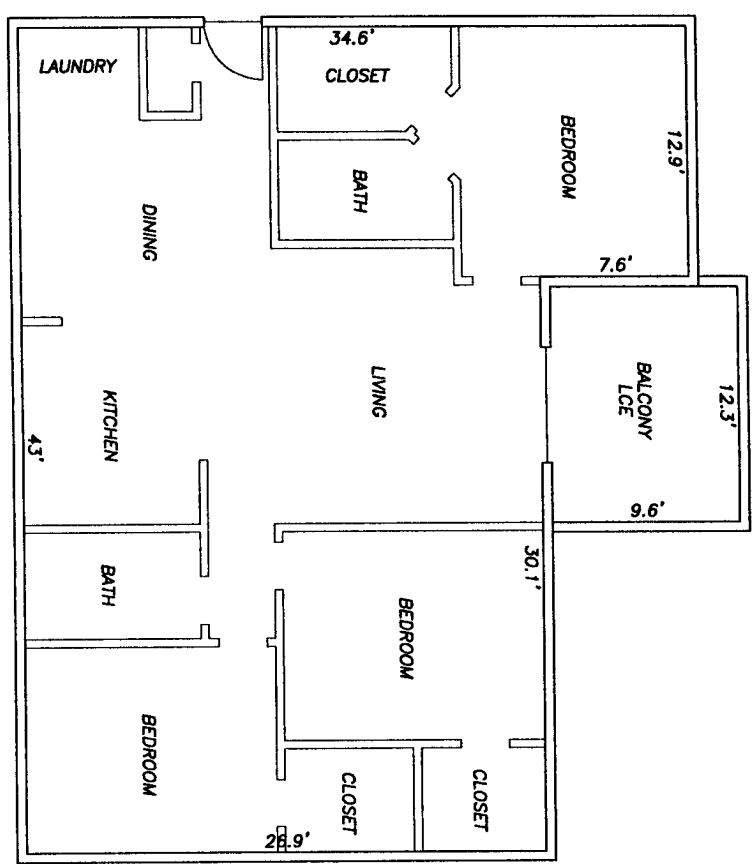 34.6'
LAUNDRY
CLOSET
BEDROOM
12.9'
BATH
DINING
7.6'
LIVING
BALCONY
LCE
12.3'
KITCHEN
43'
9.6'
30.1'
BATH
BEDROOM
BEDROOM
CLOSET
CLOSET
26.9'